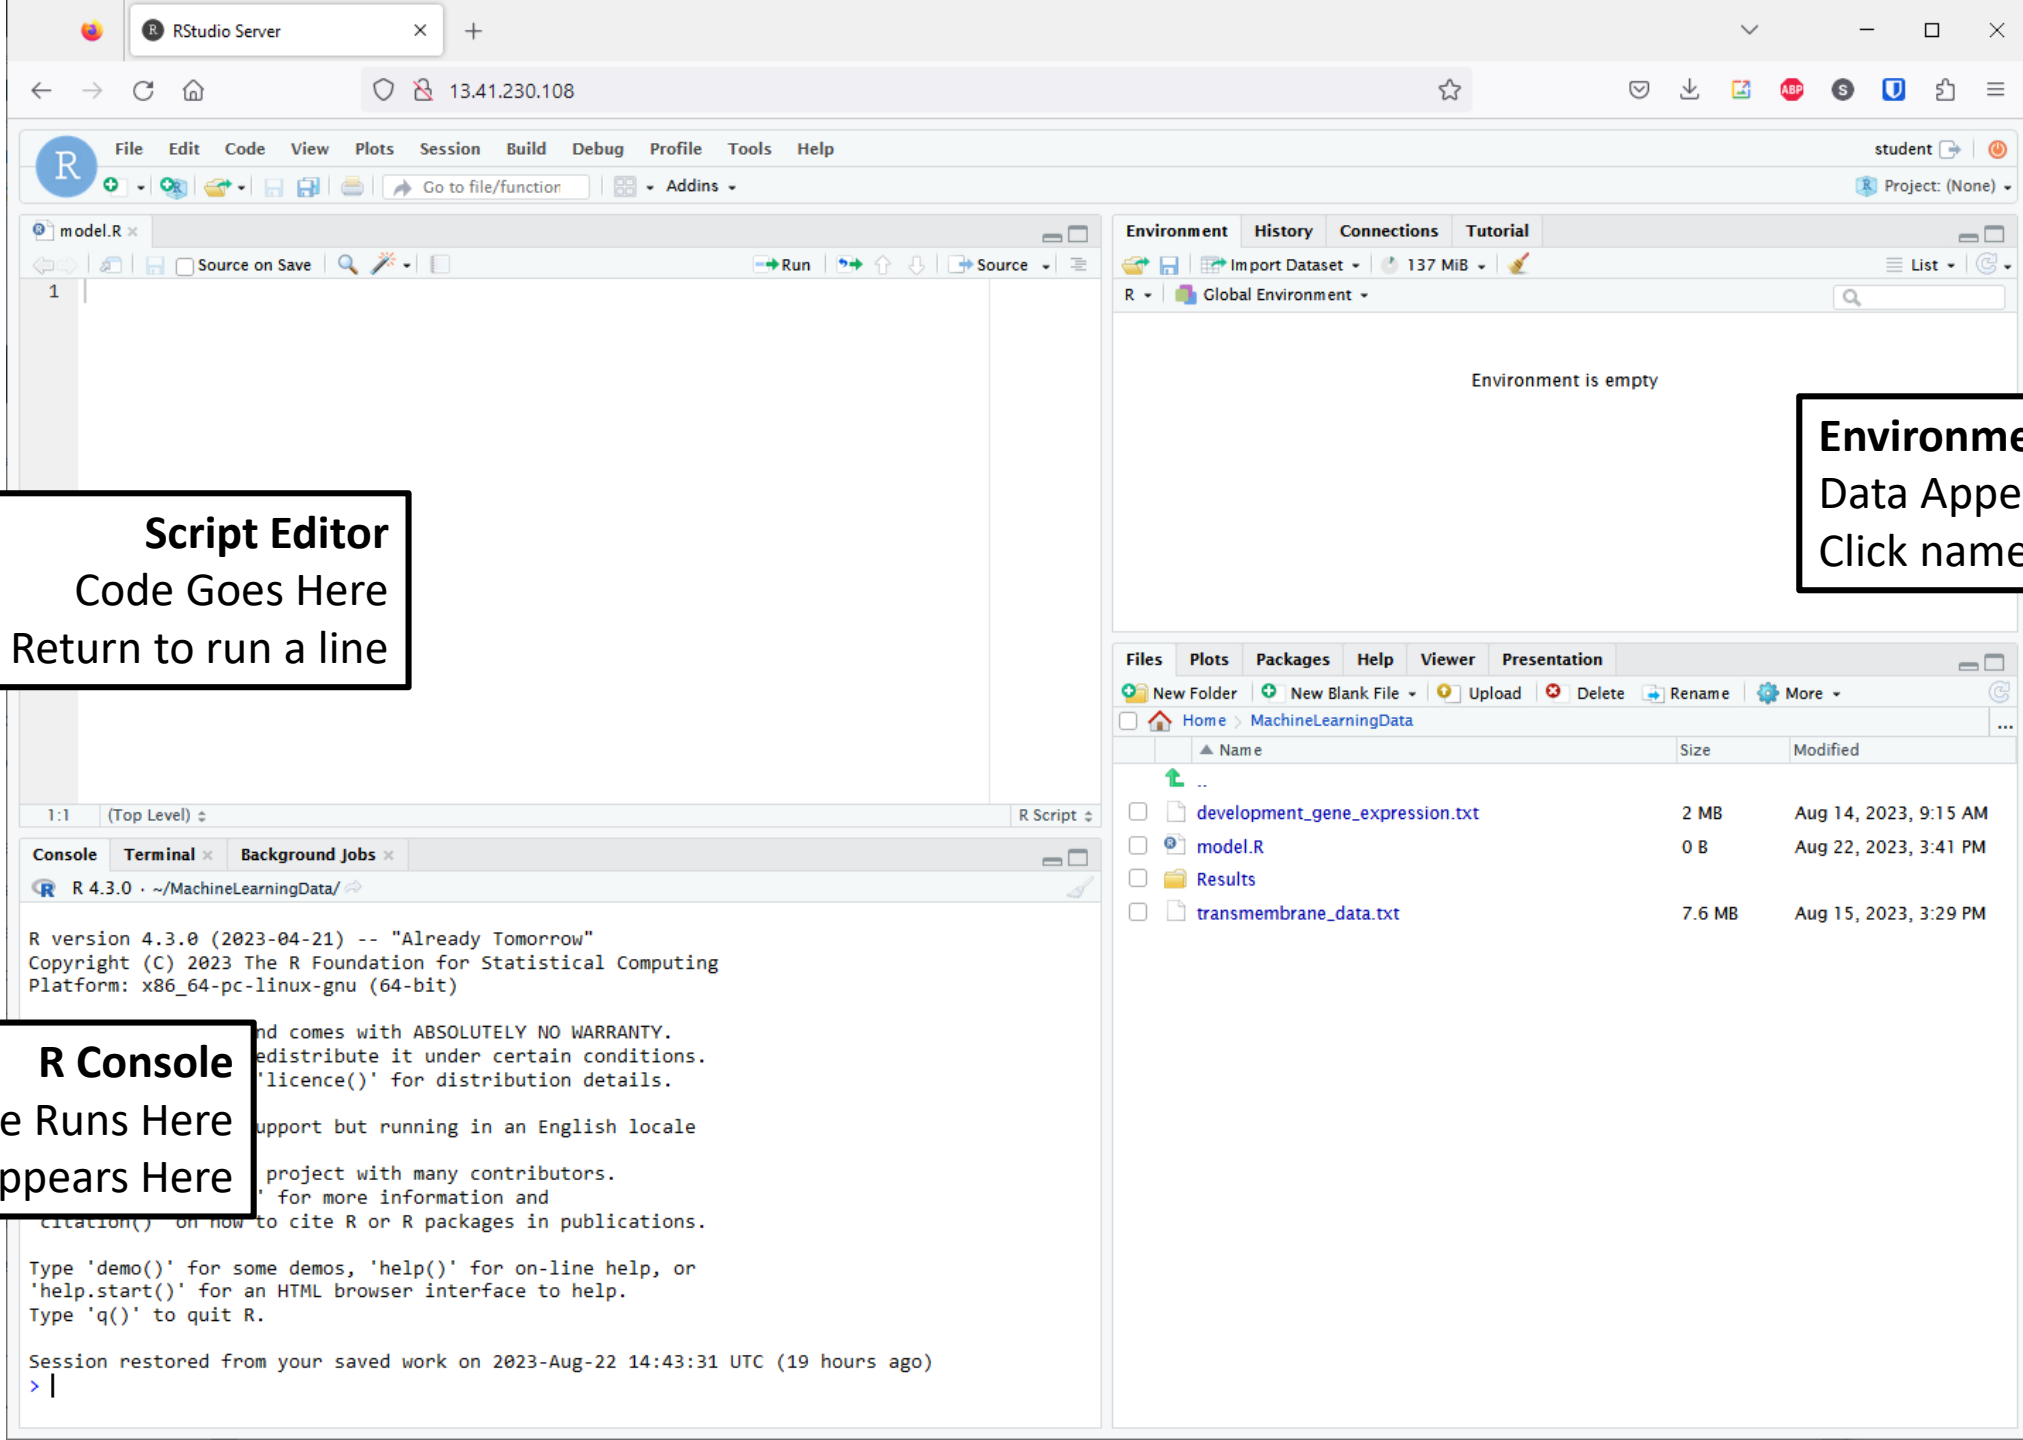 RStudio Server
13.41.230.108
File Edit Code View Plots Session Build Debug Profile Tools Help
student
Go to file/function
Addins
Project: (None)
model.R
Source on Save
Run
Source
1
Script Editor
Code Goes Here
Return to run a line
1:1 (Top Level)
R Script
Environment History Connections Tutorial
Import Dataset
137 MiB
List
R
Global Environment
Environment is empty
Environme
Data Appe
Click name
Console Terminal Background Jobs
R 4.3.0 · ~/MachineLearningData/
R version 4.3.0 (2023-04-21) -- "Already Tomorrow"
Copyright (C) 2023 The R Foundation for Statistical Computing
Platform: x86_64-pc-linux-gnu (64-bit)
nd comes with ABSOLUTELY NO WARRANTY.
edistribute it under certain conditions.
'licence()' for distribution details.
upport but running in an English locale
project with many contributors.
' for more information and
'citation()' on how to cite R or R packages in publications.
Type 'demo()' for some demos, 'help()' for on-line help, or
'help.start()' for an HTML browser interface to help.
Type 'q()' to quit R.
Session restored from your saved work on 2023-Aug-22 14:43:31 UTC (19 hours ago)
>
R Console
e Runs Here
ppears Here
Files Plots Packages Help Viewer Presentation
New Folder New Blank File Upload Delete Rename More
Home MachineLearningData ...
Name Size Modified
..
development_gene_expression.txt 2 MB Aug 14, 2023, 9:15 AM
model.R 0 B Aug 22, 2023, 3:41 PM
Results
transmembrane_data.txt 7.6 MB Aug 15, 2023, 3:29 PM